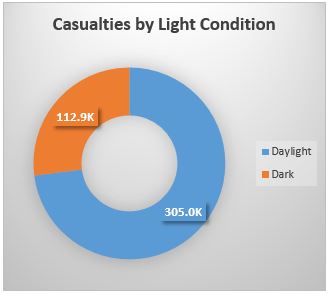 Casualties by Light Condition
112.9K
305.0K
Daylight
Dark